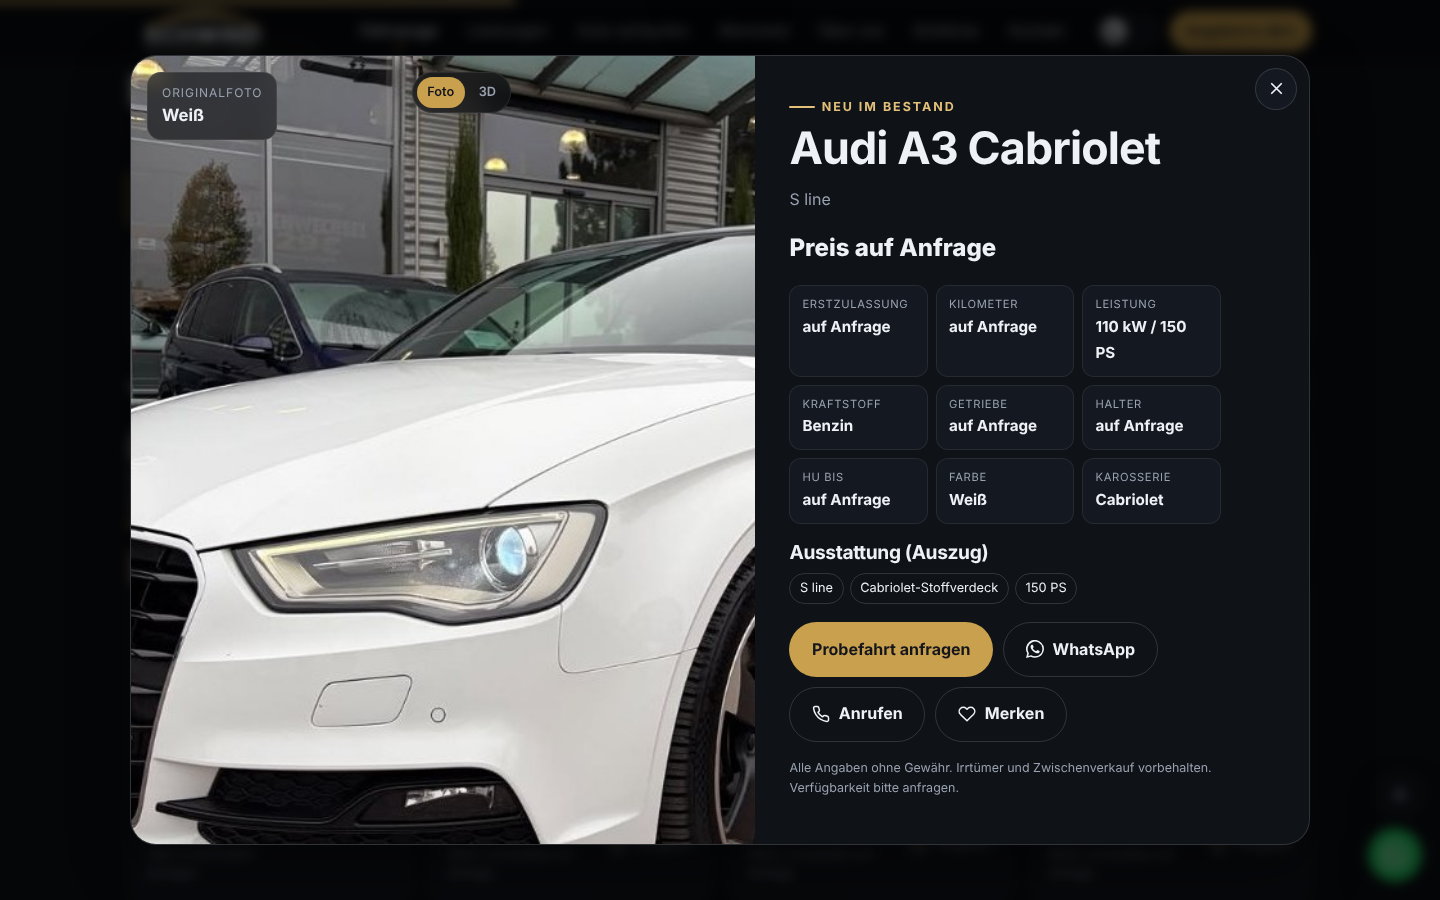 ORIGINALFOTO
Weiß
Foto
3D
NEU IM BESTAND
Audi A3 Cabriolet
S line
Preis auf Anfrage
ERSTZULASSUNG
auf Anfrage
KILOMETER
auf Anfrage
LEISTUNG
110 kW / 150
PS
KRAFTSTOFF
Benzin
GETRIEBE
auf Anfrage
HALTER
auf Anfrage
HU BIS
auf Anfrage
FARBE
Weiß
KAROSSERIE
Cabriolet
Ausstattung (Auszug)
S line
Cabriolet-Stoffverdeck
150 PS
Probefahrt anfragen
WhatsApp
Anrufen
Merken
Alle Angaben ohne Gewähr. Irrtümer und Zwischenverkauf vorbehalten.
Verfügbarkeit bitte anfragen.